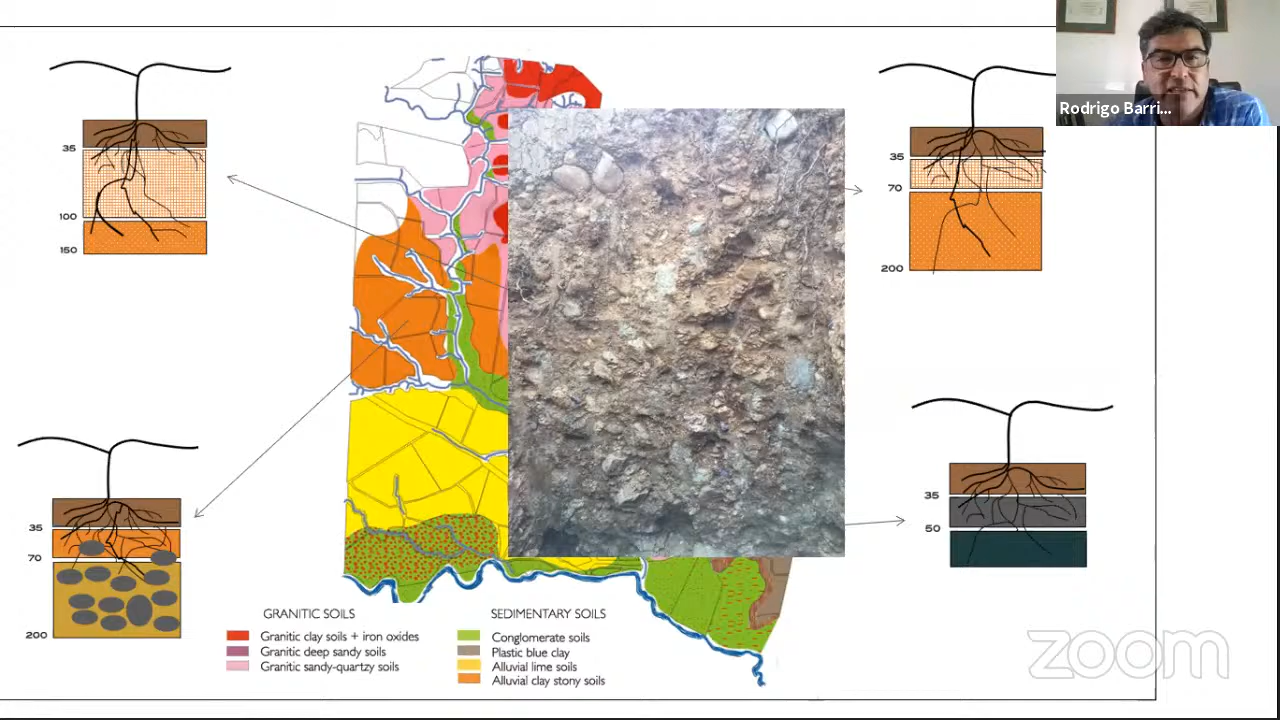 Rodrigo Barri...
35
100
150
35
70
200
35
70
200
35
50
GRANITIC SOILS
Granitic clay soils + iron oxides
Granitic deep sandy soils
Granitic sandy-quartzy soils
SEDIMENTARY SOILS
Conglomerate soils
Plastic blue clay
Alluvial lime soils
Alluvial clay stony soils
zoom